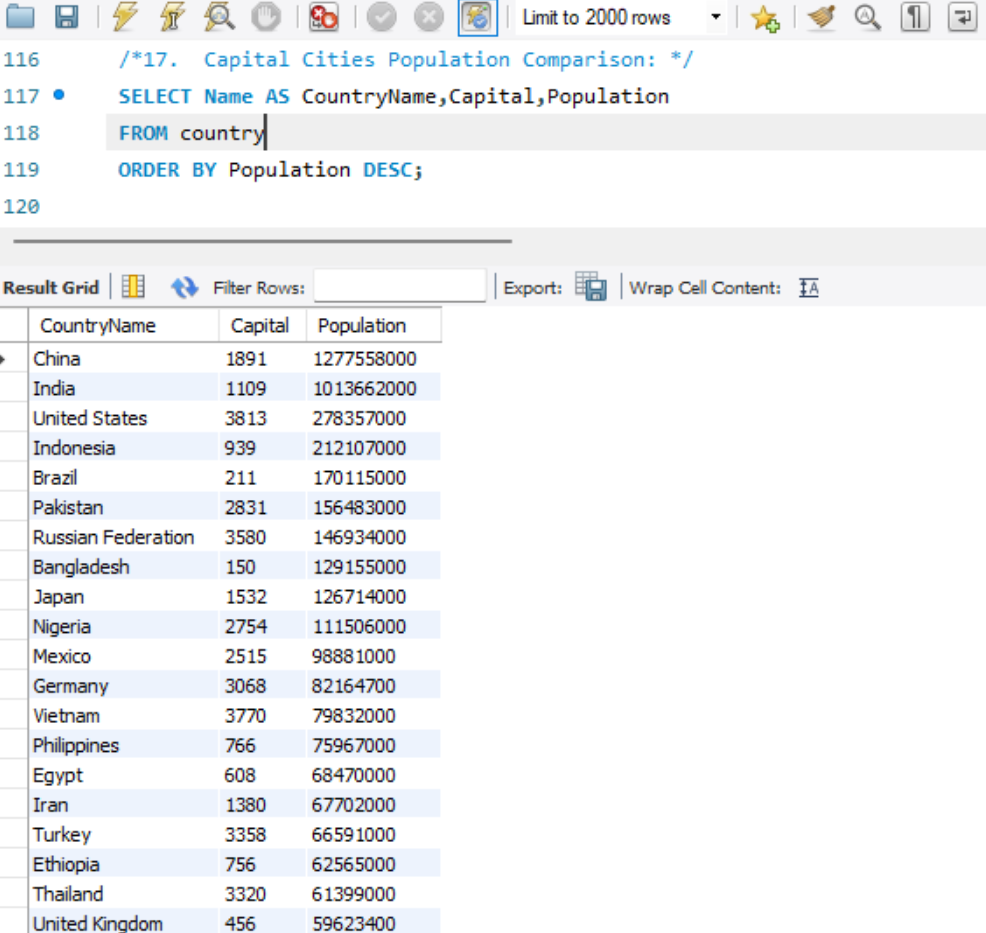 Limit to 2000 rows
116 /*17. Capital Cities Population Comparison: */
117 SELECT Name AS CountryName,Capital,Population
118 FROM country
119 ORDER BY Population DESC;
120
Result Grid Filter Rows: Export: Wrap Cell Content: IA
CountryName Capital Population
China 1891 1277558000
India 1109 1013662000
United States 3813 278357000
Indonesia 939 212107000
Brazil 211 170115000
Pakistan 2831 156483000
Russian Federation 3580 146934000
Bangladesh 150 129155000
Japan 1532 126714000
Nigeria 2754 111506000
Mexico 2515 98881000
Germany 3068 82164700
Vietnam 3770 79832000
Philippines 766 75967000
Egypt 608 68470000
Iran 1380 67702000
Turkey 3358 66591000
Ethiopia 756 62565000
Thailand 3320 61399000
United Kingdom 456 59623400